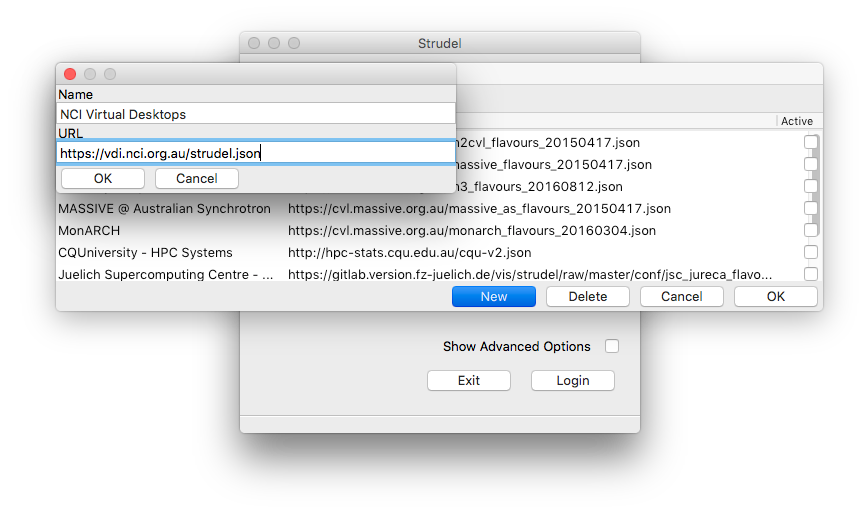 Strudel
Name
NCI Virtual Desktops
URL
https://vdi.nci.org.au/strudel.json
OK
Cancel
Active
2cvl_flavours_20150417.json
assive_flavours_20150417.json
3_flavours_20160812.json
MASSIVE @ Australian Synchrotron https://cvl.massive.org.au/massive_as_flavours_20150417.json
MonARCH https://cvl.massive.org.au/monarch_flavours_20160304.json
CQUniversity - HPC Systems http://hpc-stats.cqu.edu.au/cqu-v2.json
Juelich Supercomputing Centre - ... https://gitlab.version.fz-juelich.de/vis/strudel/raw/master/conf/jsc_jureca_flavo...
New Delete Cancel OK
Show Advanced Options
Exit Login